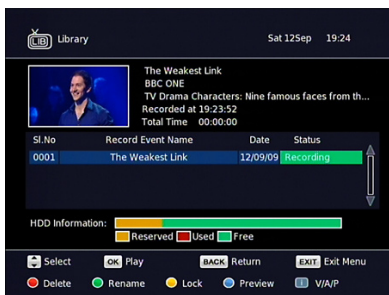 LIB Library Sat 12Sep 19:24
The Weakest Link
BBC ONE
TV Drama Characters: Nine famous faces from th...
Recorded at 19:23:52
Total Time 00:00:00
Sl.No Record Event Name Date Status
0001 The Weakest Link 12/09/09 Recording
HDD Information:
Reserved Used Free
Select OK Play BACK Return EXIT Exit Menu
Delete Rename Lock Preview V/A/P